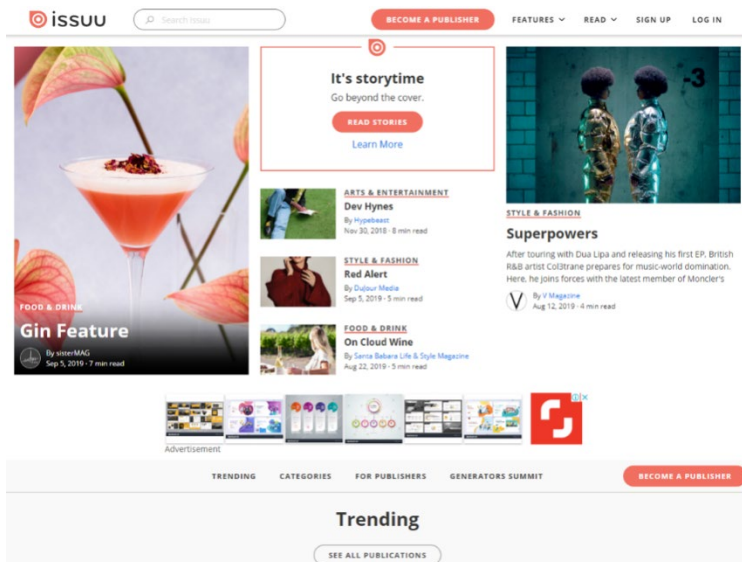 issuu
Search Issuu
BECOME A PUBLISHER
FEATURES
READ
SIGN UP
LOG IN
FOOD & DRINK
Gin Feature
By sisterMAG
Sep 5, 2019 · 7 min read
It's storytime
Go beyond the cover.
READ STORIES
Learn More
ARTS & ENTERTAINMENT
Dev Hynes
By Hypebeast
Nov 30, 2018 · 8 min read
STYLE & FASHION
Red Alert
By DuJour Media
Sep 5, 2019 · 5 min read
FOOD & DRINK
On Cloud Wine
By Santa Babara Life & Style Magazine
Aug 22, 2019 · 5 min read
-3
STYLE & FASHION
Superpowers
After touring with Dua Lipa and releasing his first EP, British
R&B artist Col3trane prepares for music-world domination.
Here, he joins forces with the latest member of Moncler's
V
By V Magazine
Aug 12, 2019 · 4 min read
Advertisement
TRENDING
CATEGORIES
FOR PUBLISHERS
GENERATORS SUMMIT
BECOME A PUBLISHER
Trending
SEE ALL PUBLICATIONS